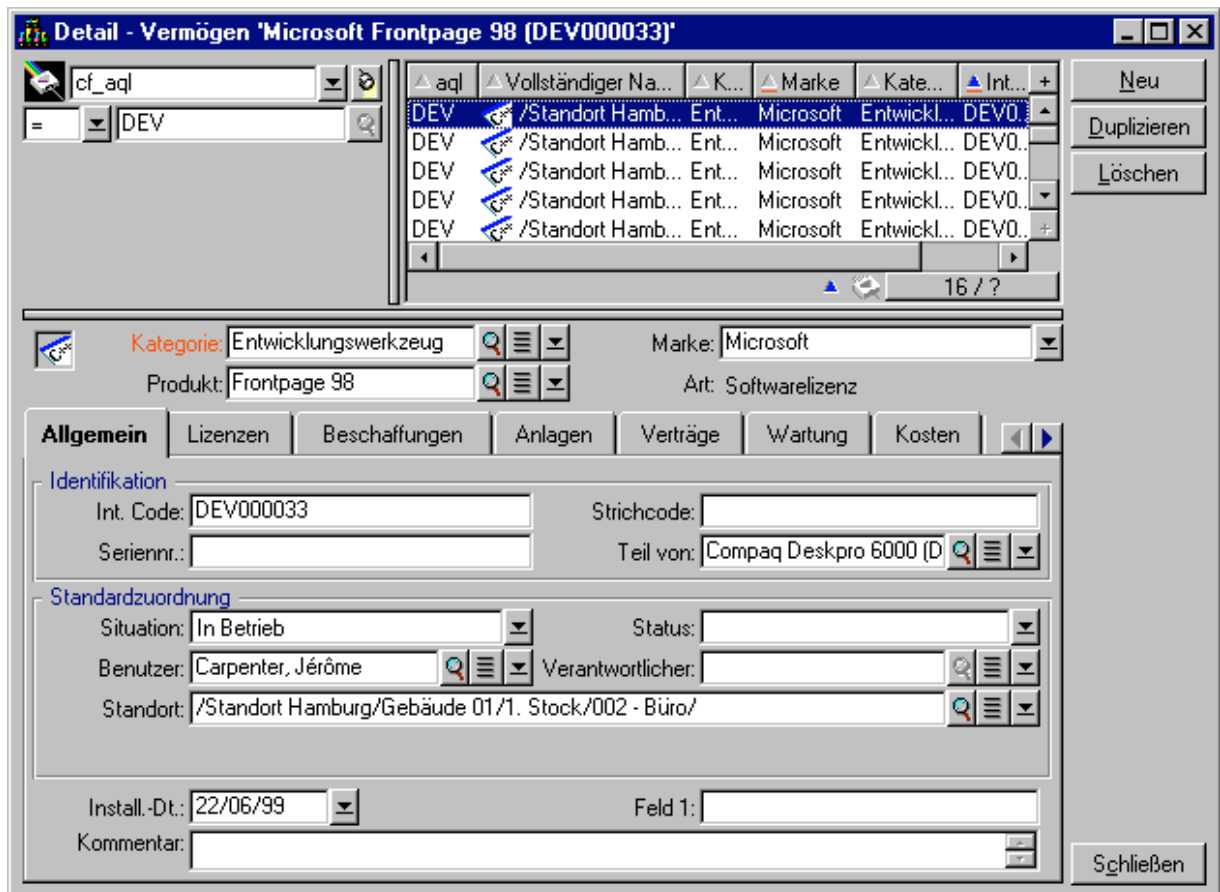 Detail - Vermögen 'Microsoft Frontpage 98 (DEV000033)'
cf_aql
= DEV
aql Vollständiger Na... K... Marke Kate... Int... +
DEV /Standort Hamb... Ent... Microsoft Entwickl... DEV0..
DEV /Standort Hamb... Ent... Microsoft Entwickl... DEV0..
DEV /Standort Hamb... Ent... Microsoft Entwickl... DEV0..
DEV /Standort Hamb... Ent... Microsoft Entwickl... DEV0..
DEV /Standort Hamb... Ent... Microsoft Entwickl... DEV0.. +
16 / ?
Neu
Duplizieren
Löschen
Kategorie: Entwicklungswerkzeug Marke: Microsoft
Produkt: Frontpage 98 Art: Softwarelizenz
Allgemein Lizenzen Beschaffungen Anlagen Verträge Wartung Kosten
Identifikation
Int. Code: DEV000033 Strichcode:
Seriennr.: Teil von: Compaq Deskpro 6000 (D
Standardzuordnung
Situation: In Betrieb Status:
Benutzer: Carpenter, Jérôme Verantwortlicher:
Standort: /Standort Hamburg/Gebäude 01/1. Stock/002 - Büro/
Install.-Dt.: 22/06/99 Feld 1:
Kommentar:
Schließen